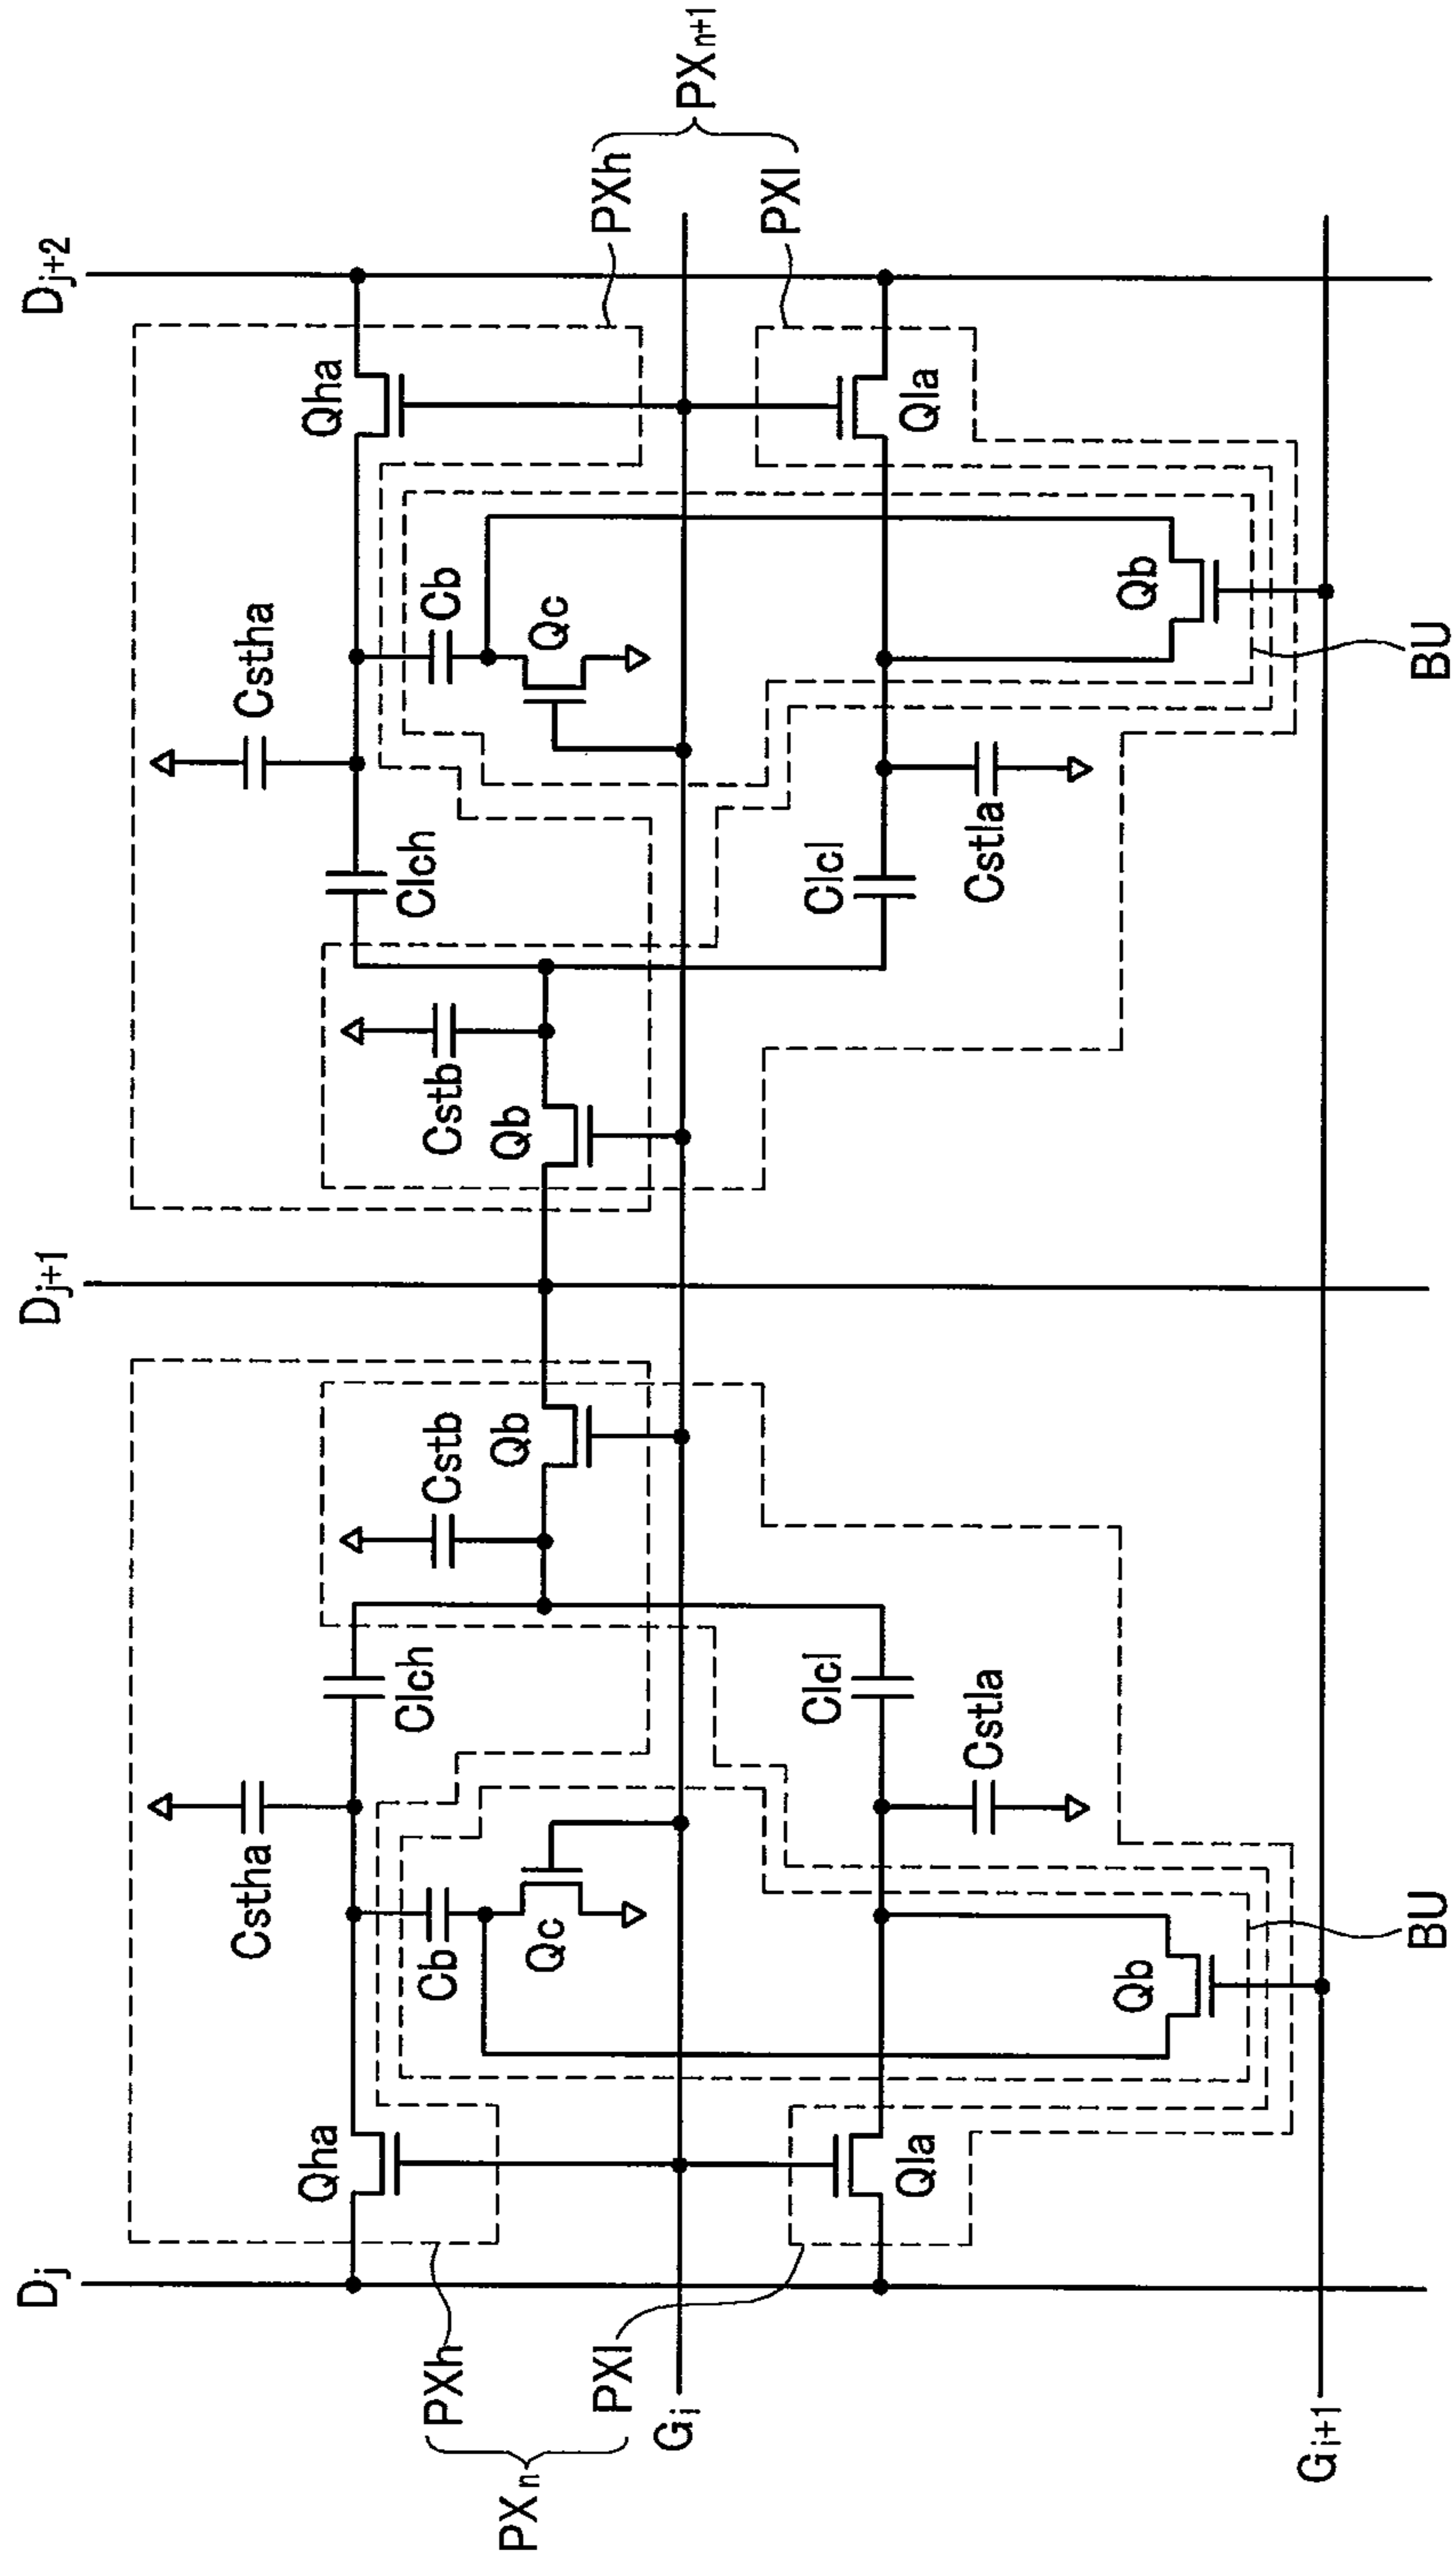 Dj
Dj+1
Dj+2
Cstha
Cstha
Qha
Clch
Cstb
Cstb
Clch
Qha
PXh
Cb
Qc
Qb
Qb
Cb
Qc
PXh
PXn
PXn+1
PXl
PXl
Gi
Qla
Clcl
Clcl
Qla
Cstla
Cstla
Qb
Qb
Gi+1
BU
BU